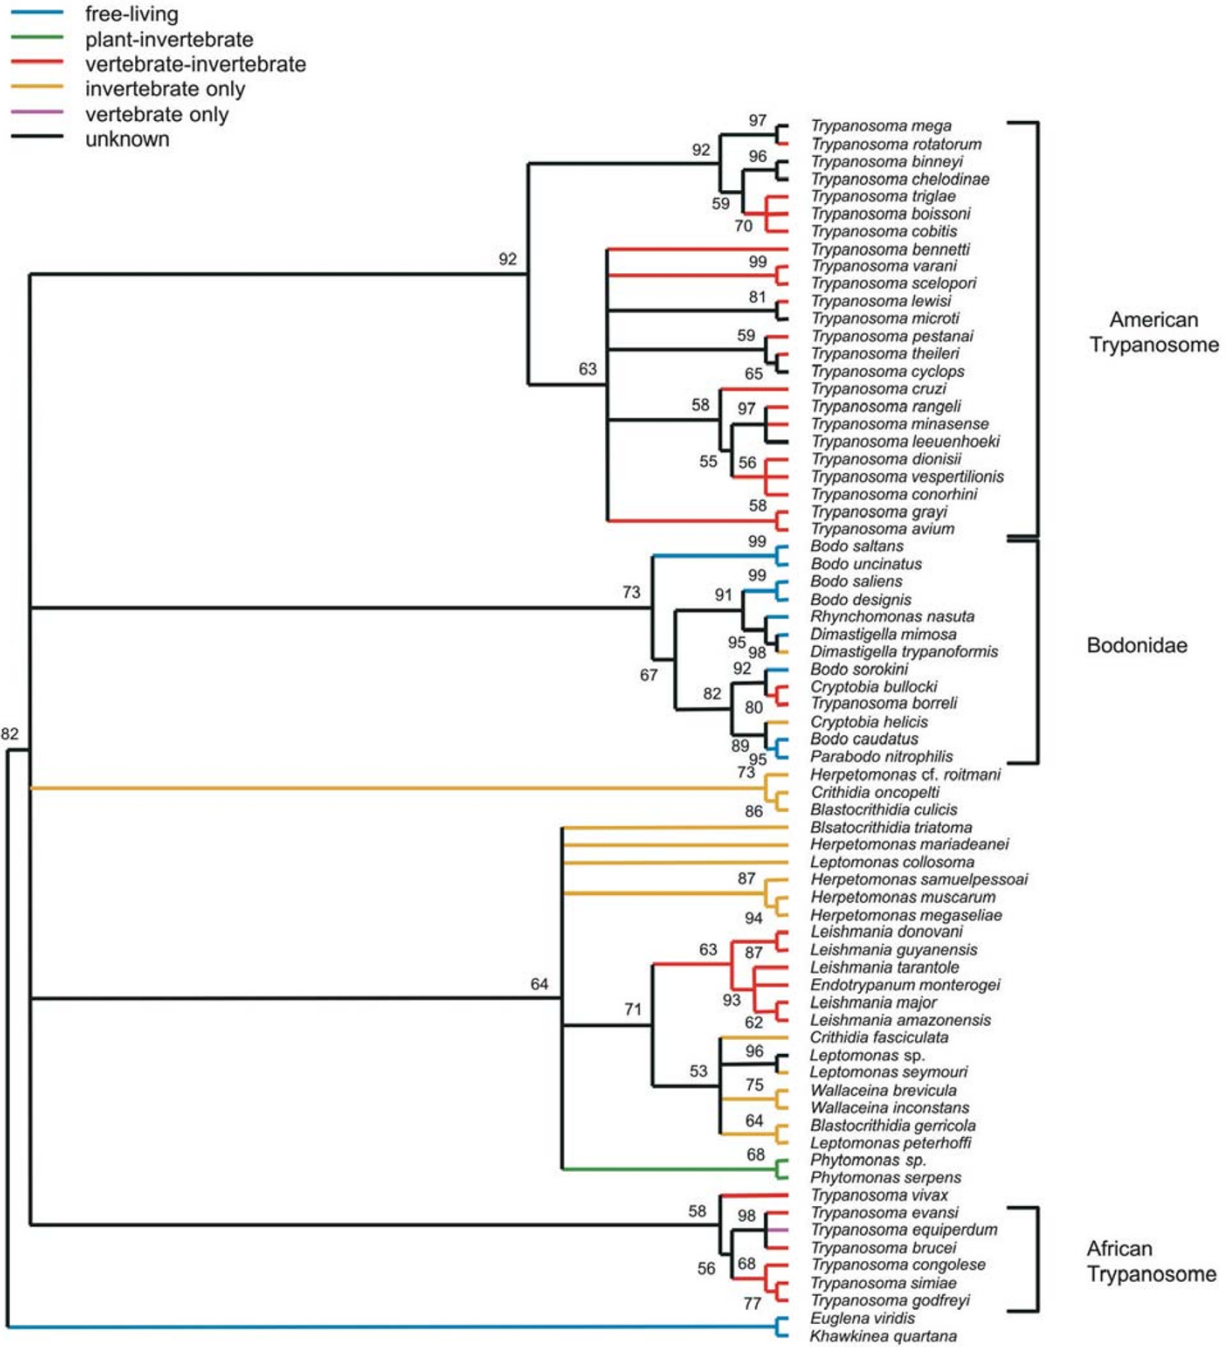 free-living
plant-invertebrate
vertebrate-invertebrate
invertebrate only
vertebrate only
unknown
97 Trypanosoma mega
92 Trypanosoma rotatorum
96 Trypanosoma binneyi
Trypanosoma chelodinae
59 Trypanosoma triglae
70 Trypanosoma boissoni
Trypanosoma cobitis
92 Trypanosoma bennetti
99 Trypanosoma varani
Trypanosoma scelopori
81 Trypanosoma lewisi
Trypanosoma microti
59 Trypanosoma pestanai
63 Trypanosoma theileri
65 Trypanosoma cyclops
Trypanosoma cruzi
58 97 Trypanosoma rangeli
Trypanosoma minasense
Trypanosoma leeuenhoeki
55 56 Trypanosoma dionisii
Trypanosoma vespertilionis
Trypanosoma conorhini
58 Trypanosoma grayi
Trypanosoma avium
American
Trypanosome
99 Bodo saltans
Bodo uncinatus
99 Bodo saliens
73 91 Bodo designis
Rhynchomonas nasuta
95 Dimastigella mimosa
98 Dimastigella trypanoformis
67 92 Bodo sorokini
82 Cryptobia bullocki
80 Trypanosoma borreli
Cryptobia helicis
89 Bodo caudatus
95 Parabodo nitrophilis
Bodonidae
82
73 Herpetomonas cf. roitmani
Crithidia oncopelti
86 Blastocrithidia culicis
Blsatocrithidia triatoma
Herpetomonas mariadeanei
Leptomonas collosoma
87 Herpetomonas samuelpessoai
Herpetomonas muscarum
94 Herpetomonas megaseliae
Leishmania donovani
63 87 Leishmania guyanensis
Leishmania tarantole
64 Endotrypanum monterogei
71 93 Leishmania major
62 Leishmania amazonensis
Crithidia fasciculata
96 Leptomonas sp.
53 Leptomonas seymouri
75 Wallaceina brevicula
Wallaceina inconstans
64 Blastocrithidia gerricola
Leptomonas peterhoffi
68 Phytomonas sp.
Phytomonas serpens
Trypanosoma vivax
58 98 Trypanosoma evansi
Trypanosoma equiperdum
Trypanosoma brucei
56 68 Trypanosoma congolese
Trypanosoma simiae
77 Trypanosoma godfreyi
African
Trypanosome
Euglena viridis
Khawkinea quartana